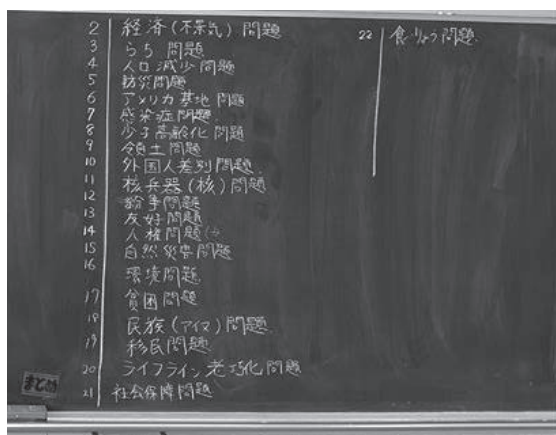 2 経済(不景気)問題
3 らち問題
4 人口減少問題
5 防災問題
6 アメリカ基地問題
7 感染症問題
8 少子高齢化問題
9 領土問題
10 外国人差別問題
11 核兵器(核)問題
12 紛争問題
13 友好問題
14 人権問題
15 自然災害問題
16 環境問題
17 貧困問題
18 民族(アイヌ)問題
19 移民問題
20 ライフライン老巧化問題
21 社会保障問題
まとめ
22 食りょう問題